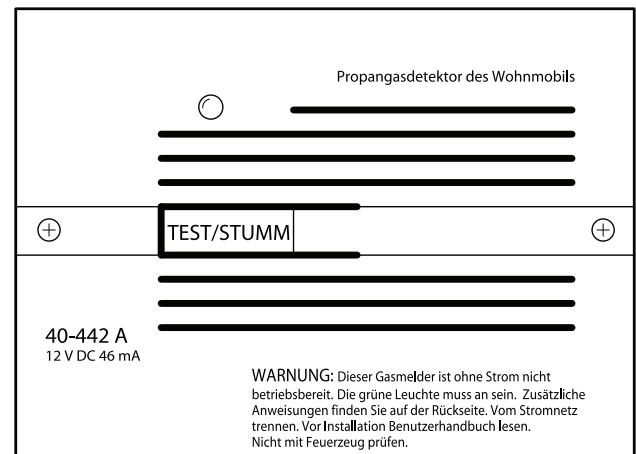 Propangasdetektor des Wohnmobils
TEST/STUMM
40-442 A
12 V DC 46 mA
WARNUNG: Dieser Gasmelder ist ohne Strom nicht
betriebsbereit. Die grüne Leuchte muss an sein. Zusätzliche
Anweisungen finden Sie auf der Rückseite. Vom Stromnetz
trennen. Vor Installation Benutzerhandbuch lesen.
Nicht mit Feuerzeug prüfen.